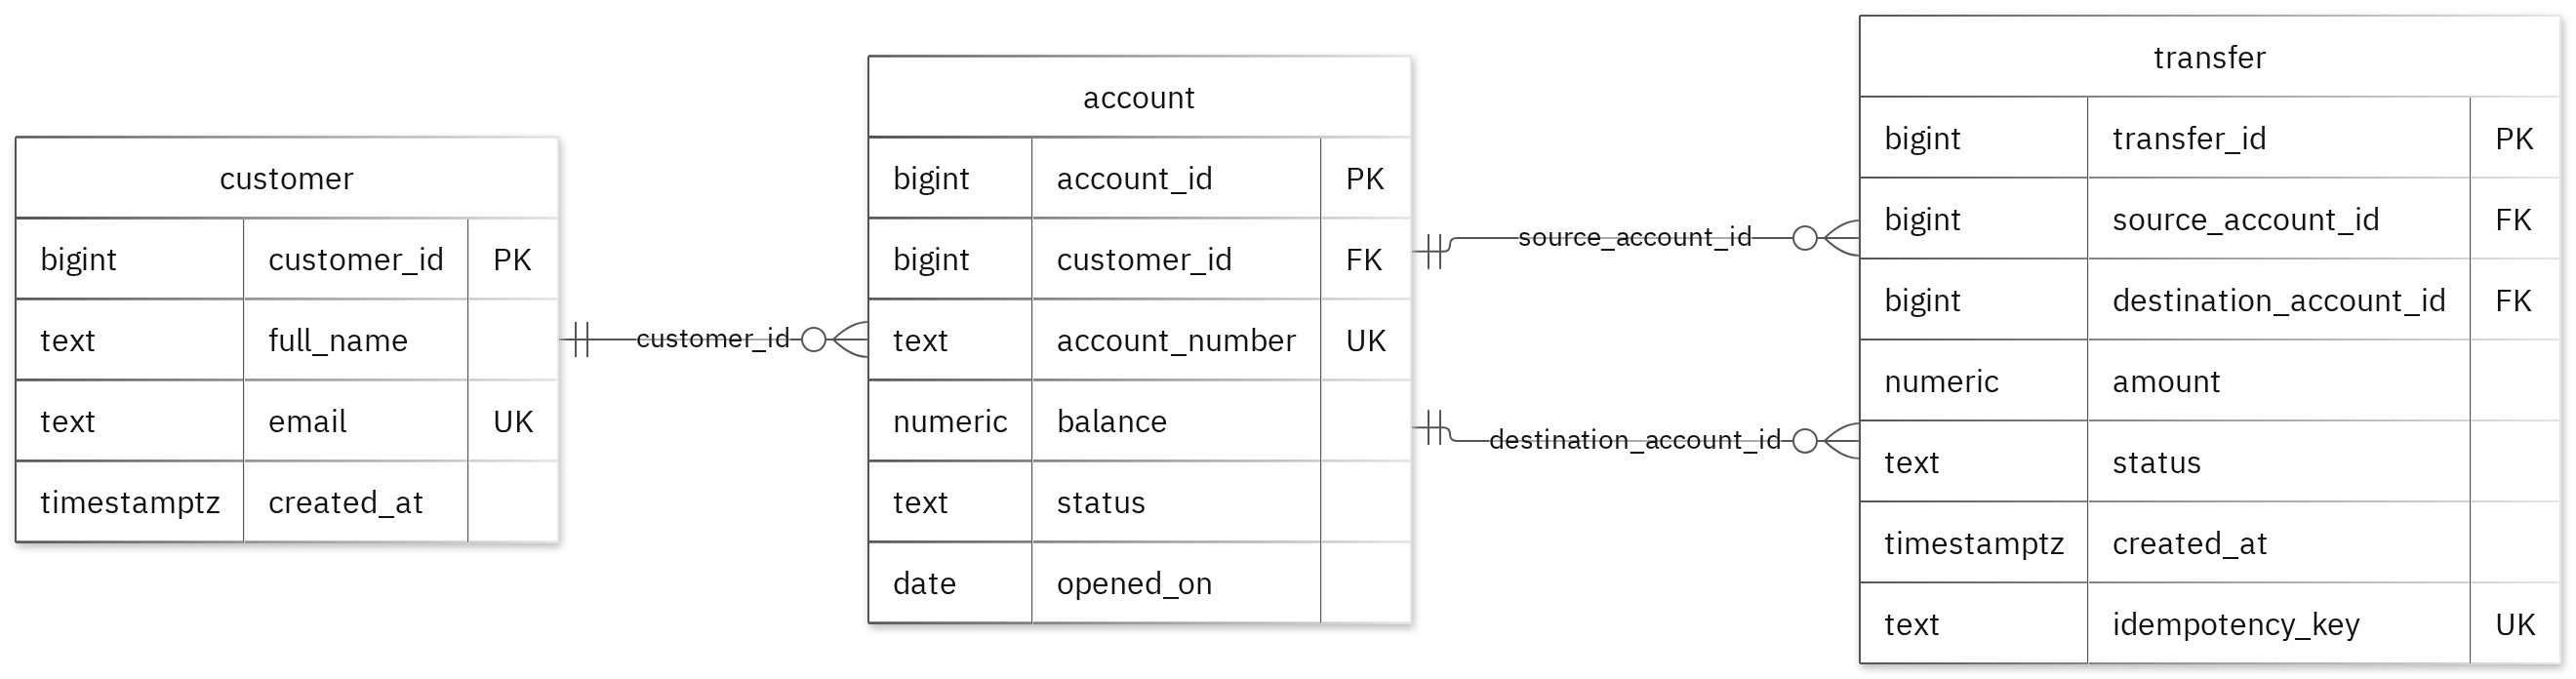 customer
bigint customer_id PK
text full_name
text email UK
timestamptz created_at
customer_id
account
bigint account_id PK
bigint customer_id FK
text account_number UK
numeric balance
text status
date opened_on
source_account_id
destination_account_id
transfer
bigint transfer_id PK
bigint source_account_id FK
bigint destination_account_id FK
numeric amount
text status
timestamptz created_at
text idempotency_key UK